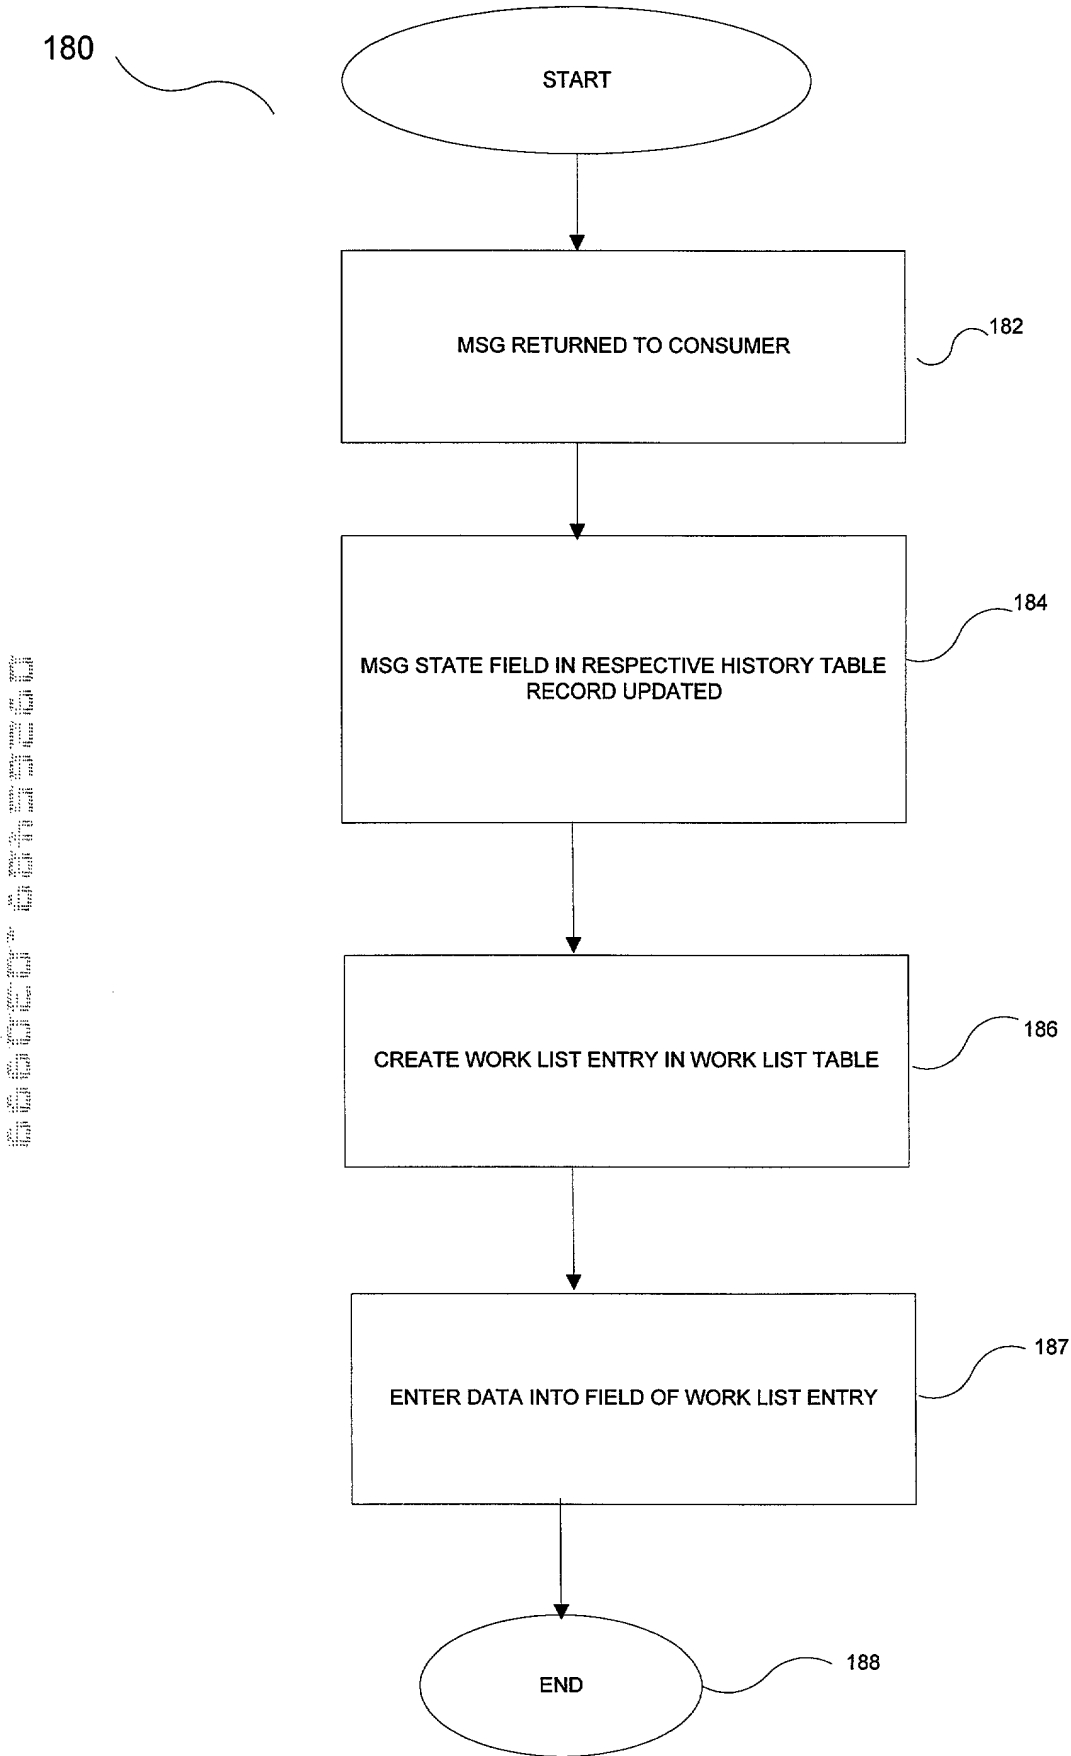 180
START
MSG RETURNED TO CONSUMER
182
MSG STATE FIELD IN RESPECTIVE HISTORY TABLE
RECORD UPDATED
184
CREATE WORK LIST ENTRY IN WORK LIST TABLE
186
ENTER DATA INTO FIELD OF WORK LIST ENTRY
187
END
188